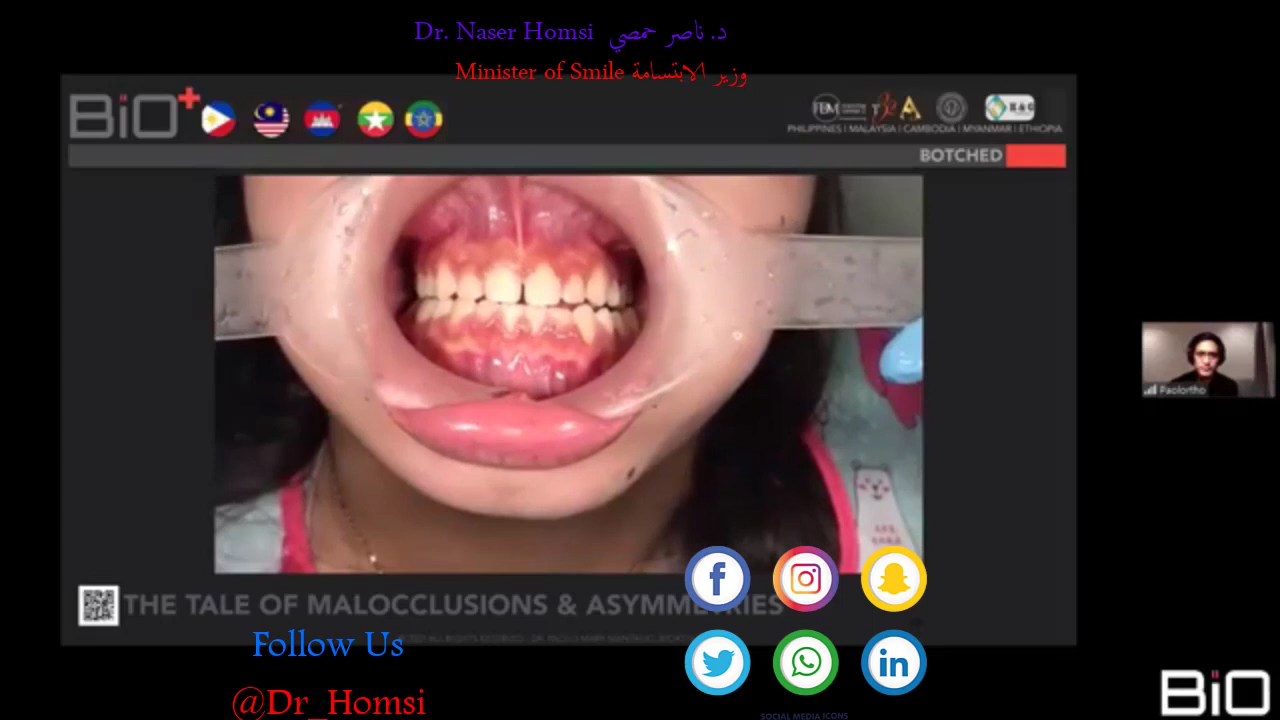 Dr. Naser Homsi د. ناصر حمصي
Minister of Smile وزير الابتسامة
BiO+
PHILIPPINES | MALAYSIA | CAMBODIA | MYANMAR | ETHIOPIA
BOTCHED
Paolortho
THE TALE OF MALOCCLUSIONS & ASYMMETRIES
Follow Us
@Dr_Homsi
SOCIAL MEDIA ICONS
BiO